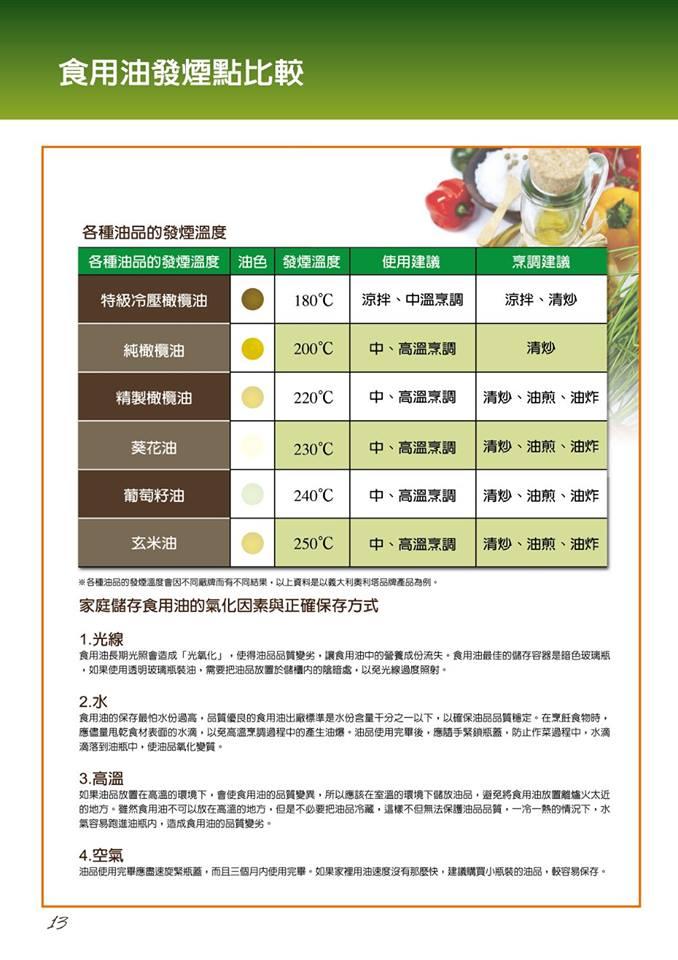 食用油發煙點比較
各種油品的發煙溫度
各種油品的發煙溫度 油色 發煙溫度 使用建議 烹調建議
特級冷壓橄欖油 180℃ 涼拌、中溫烹調 涼拌、清炒
純橄欖油 200℃ 中、高溫烹調 清炒
精製橄欖油 220℃ 中、高溫烹調 清炒、油煎、油炸
葵花油 230℃ 中、高溫烹調 清炒、油煎、油炸
葡萄籽油 240℃ 中、高溫烹調 清炒、油煎、油炸
玄米油 250℃ 中、高溫烹調 清炒、油煎、油炸
※各種油品的發煙溫度會因不同廠牌而有不同結果，以上資料是以義大利奧利塔品牌產品為例。
家庭儲存食用油的氧化因素與正確保存方式
1.光線
食用油長期光照會造成「光氧化」，使得油品品質變劣，讓食用油中的營養成份流失。食用油最佳的儲存容器是暗色玻璃瓶
，如果使用透明玻璃瓶裝油，需要把油品放置於儲櫃內的陰暗處，以免光線過度照射。
2.水
食用油的保存最怕水份過高，品質優良的食用油出廠標準是水份含量千分之一以下，以確保油品品質穩定。在烹飪食物時，
應儘量甩乾食材表面的水滴，以免高溫烹調過程中的產生油爆。油品使用完畢後，應隨手緊鎖瓶蓋，防止作菜過程中，水滴
滴落到油瓶中，使油品氧化變質。
3.高溫
如果油品放置在高溫的環境下，會使食用油的品質變異，所以應該在室溫的環境下儲放油品，避免將食用油放置離爐火太近
的地方。雖然食用油不可以放在高溫的地方，但是不必要把油品冷藏，這樣不但無法保護油品品質，一冷一熱的情況下，水
氣容易跑進油瓶內，造成食用油的品質變劣。
4.空氣
油品使用完畢應盡速旋緊瓶蓋，而且三個月內使用完畢。如果家裡用油速度沒有那麼快，建議購買小瓶裝的油品，較容易保存。
13